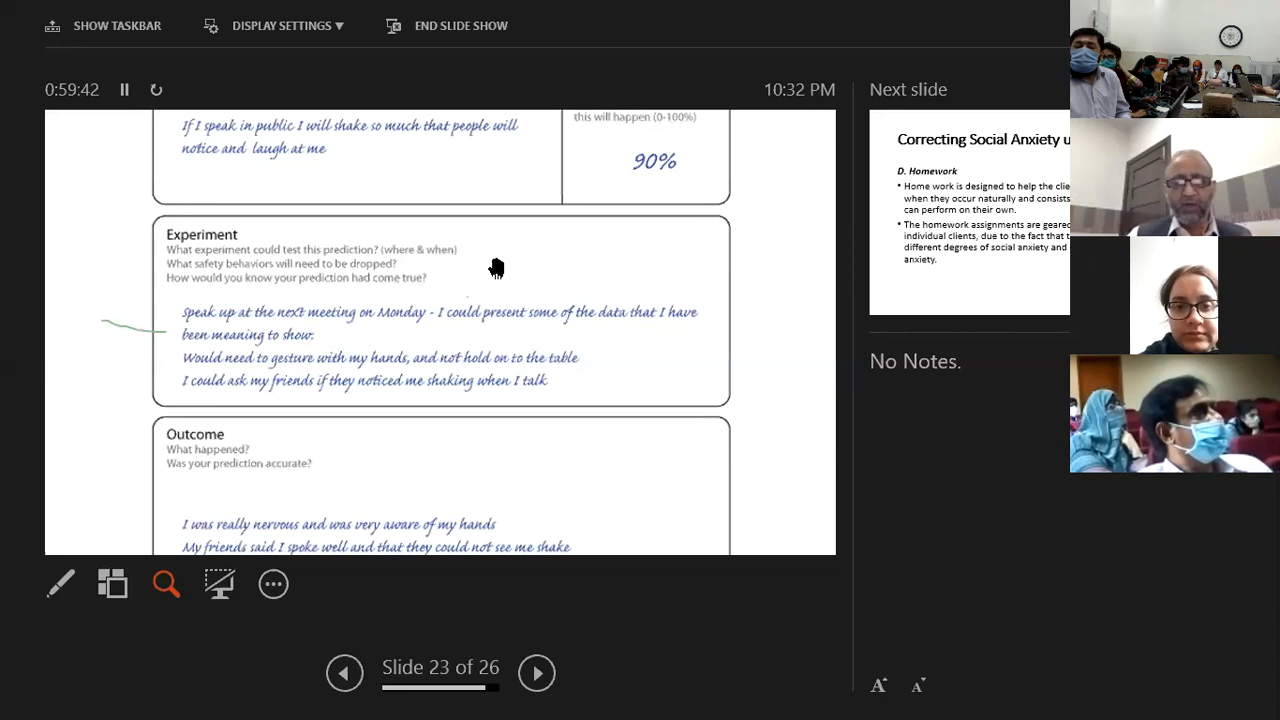 SHOW TASKBAR
DISPLAY SETTINGS
END SLIDE SHOW
0:59:42
10:32 PM
If I speak in public I will shake so much that people will
notice and laugh at me
this will happen (0-100%)
90%
Experiment
What experiment could test this prediction? (where & when)
What safety behaviors will need to be dropped?
How would you know your prediction had come true?
Speak up at the next meeting on Monday - I could present some of the data that I have
been meaning to show.
Would need to gesture with my hands, and not hold on to the table
I could ask my friends if they noticed me shaking when I talk
Outcome
What happened?
Was your prediction accurate?
I was really nervous and was very aware of my hands
My friends said I spoke well and that they could not see me shake
Slide 23 of 26
Next slide
Correcting Social Anxiety u
D. Homework
• Home work is designed to help the clie
when they occur naturally and consists
can perform on their own.
• The homework assignments are geared
individual clients, due to the fact that t
different degrees of social anxiety and
anxiety.
No Notes.
A A